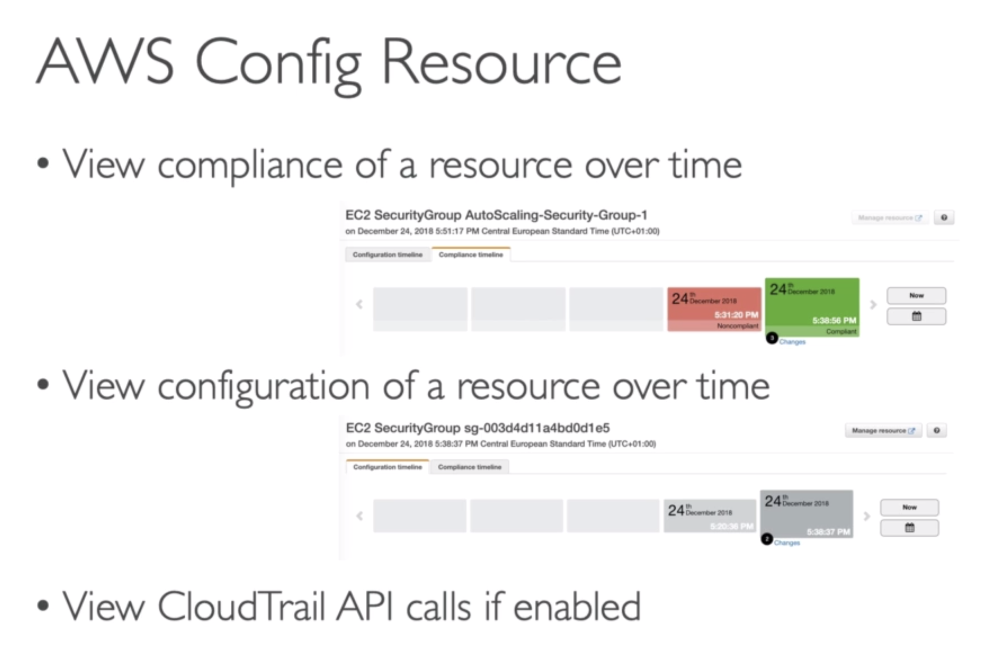 AWS Config Resource
• View compliance of a resource over time
EC2 SecurityGroup AutoScaling-Security-Group-1
Manage resource
on December 24, 2018 5:51:17 PM Central European Standard Time (UTC+01:00)
Configuration timeline Compliance timeline
24th December 2018
5:31:20 PM
Noncompliant
24th December 2018
5:38:56 PM
Compliant
3 Changes
Now
• View configuration of a resource over time
EC2 SecurityGroup sg-003d4d11a4bd0d1e5
Manage resource
on December 24, 2018 5:38:37 PM Central European Standard Time (UTC+01:00)
Configuration timeline Compliance timeline
24th December 2018
5:20:36 PM
24th December 2018
5:38:37 PM
2 Changes
Now
• View CloudTrail API calls if enabled